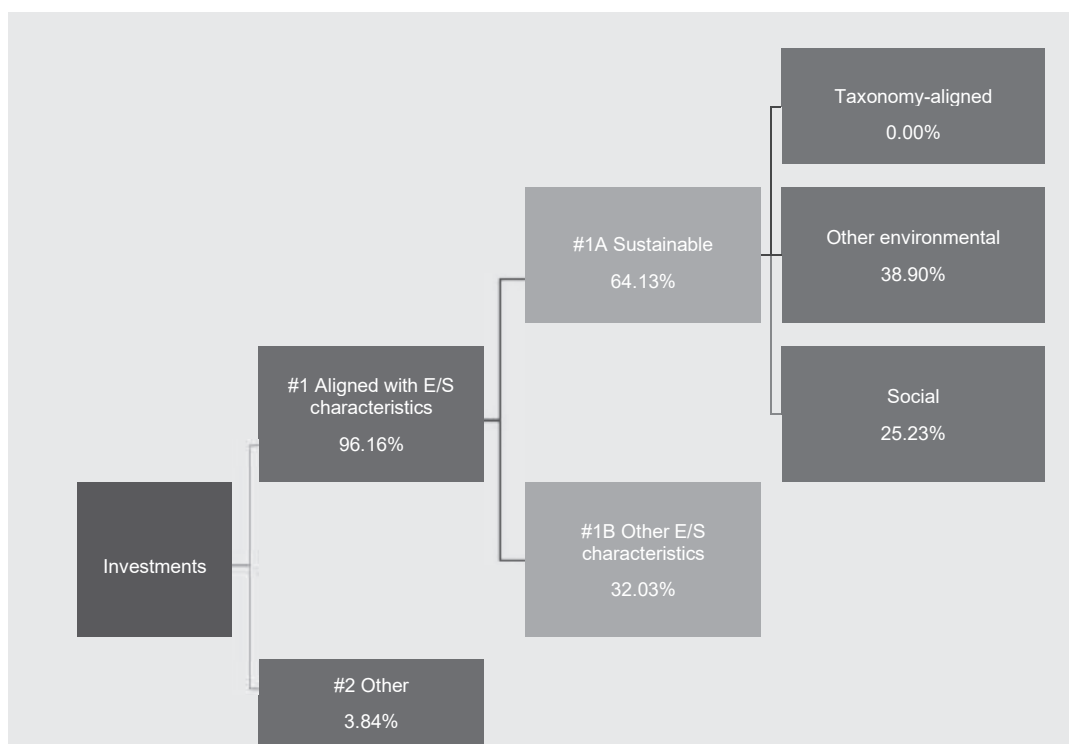 Taxonomy-aligned
0.00%
#1A Sustainable
64.13%
Other environmental
38.90%
#1 Aligned with E/S
characteristics
96.16%
Social
25.23%
Investments
#1B Other E/S
characteristics
32.03%
#2 Other
3.84%